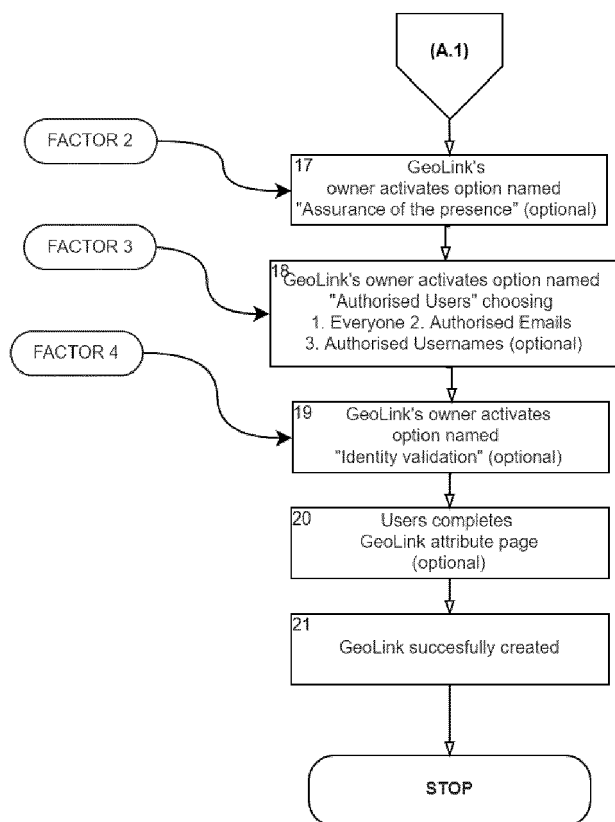 (A.1)
FACTOR 2
17
GeoLink's
owner activates option named
"Assurance of the presence" (optional)
FACTOR 3
18
GeoLink's owner activates option named
"Authorised Users" choosing
1. Everyone 2. Authorised Emails
3. Authorised Usernames (optional)
FACTOR 4
19
GeoLink's owner activates
option named
"Identity validation" (optional)
20
Users completes
GeoLink attribute page
(optional)
21
GeoLink succesfully created
STOP